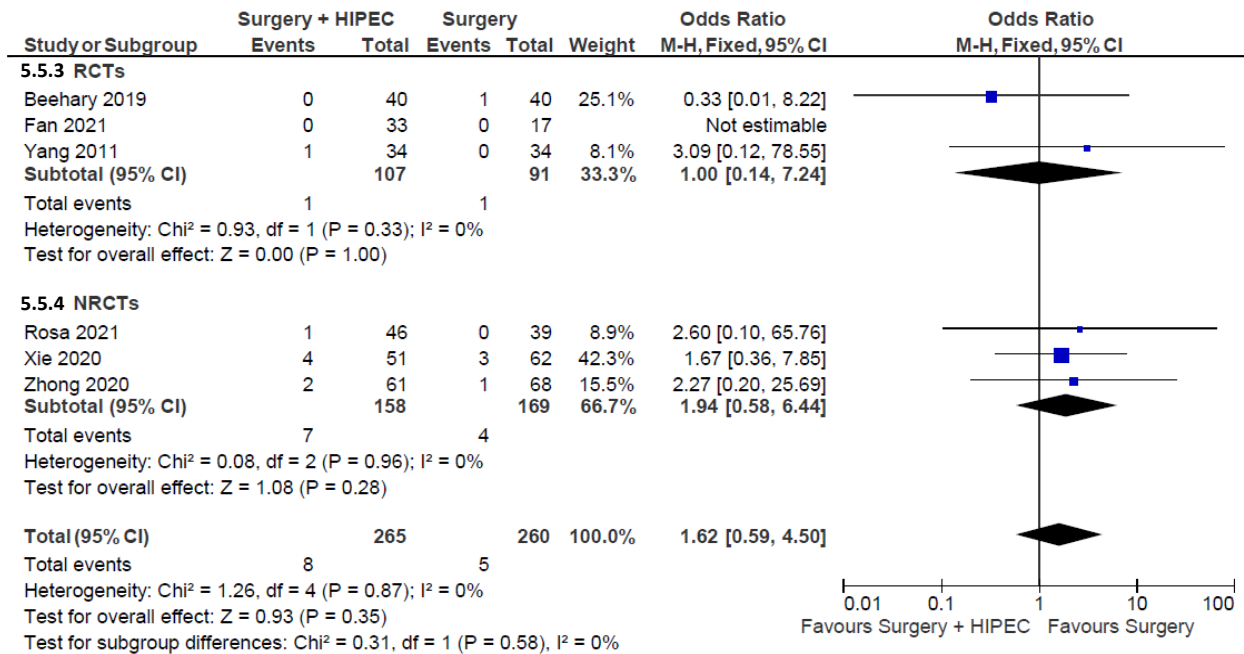 Surgery + HIPEC Surgery Odds Ratio Odds Ratio
Study or Subgroup Events Total Events Total Weight M-H, Fixed, 95% CI M-H, Fixed, 95% CI
5.5.3 RCTs
Beehary 2019 0 40 1 40 25.1% 0.33 [0.01, 8.22]
Fan 2021 0 33 0 17 Not estimable
Yang 2011 1 34 0 34 8.1% 3.09 [0.12, 78.55]
Subtotal (95% CI) 107 91 33.3% 1.00 [0.14, 7.24]
Total events 1 1
Heterogeneity: Chi² = 0.93, df = 1 (P = 0.33); I² = 0%
Test for overall effect: Z = 0.00 (P = 1.00)
5.5.4 NRCTs
Rosa 2021 1 46 0 39 8.9% 2.60 [0.10, 65.76]
Xie 2020 4 51 3 62 42.3% 1.67 [0.36, 7.85]
Zhong 2020 2 61 1 68 15.5% 2.27 [0.20, 25.69]
Subtotal (95% CI) 158 169 66.7% 1.94 [0.58, 6.44]
Total events 7 4
Heterogeneity: Chi² = 0.08, df = 2 (P = 0.96); I² = 0%
Test for overall effect: Z = 1.08 (P = 0.28)
Total (95% CI) 265 260 100.0% 1.62 [0.59, 4.50]
Total events 8 5
Heterogeneity: Chi² = 1.26, df = 4 (P = 0.87); I² = 0%
Test for overall effect: Z = 0.93 (P = 0.35)
Test for subgroup differences: Chi² = 0.31, df = 1 (P = 0.58), I² = 0%
0.01 0.1 1 10 100
Favours Surgery + HIPEC Favours Surgery